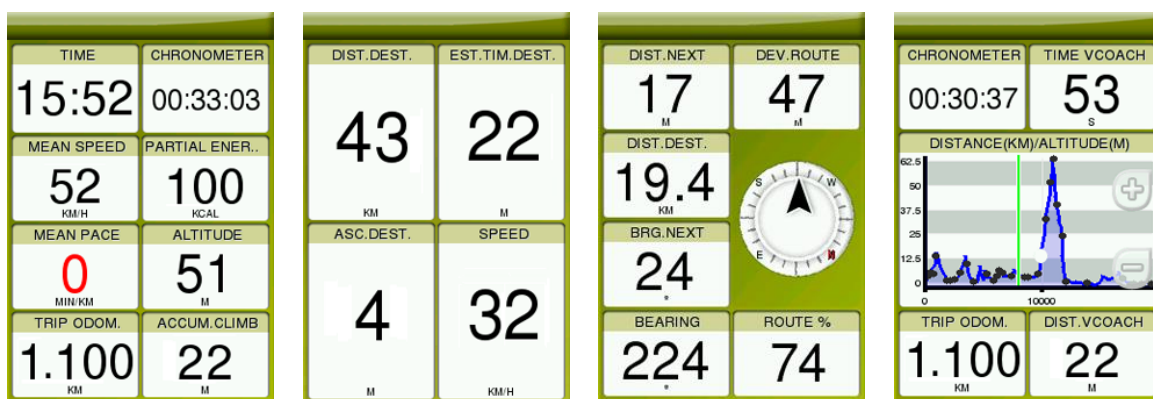 TIME CHRONOMETER
15:52 00:33:03
MEAN SPEED PARTIAL ENER..
52 100
KM/H KCAL
MEAN PACE ALTITUDE
0 51
MIN/KM M
TRIP ODOM. ACCUM.CLIMB
1.100 22
KM M
DIST.DEST. EST.TIM.DEST.
43 22
KM M
ASC.DEST. SPEED
4 32
M KM/H
DIST.NEXT DEV.ROUTE
17 47
M M
DIST.DEST.
19.4
KM
S W
E N
BRG.NEXT
24
°
BEARING ROUTE %
224 74
°
CHRONOMETER TIME VCOACH
00:30:37 53
S
DISTANCE(KM)/ALTITUDE(M)
62.5
50
37.5
25
12.5
0
0 10000
TRIP ODOM. DIST.VCOACH
1.100 22
KM M